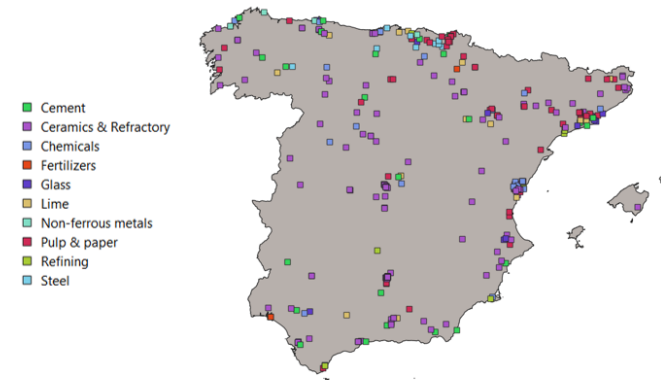 Cement
Ceramics & Refractory
Chemicals
Fertilizers
Glass
Lime
Non-ferrous metals
Pulp & paper
Refining
Steel